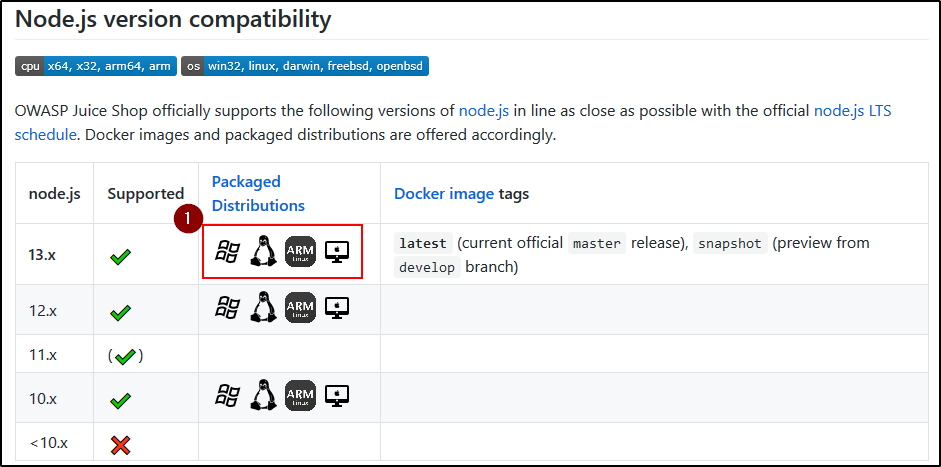 Node.js version compatibility
cpu x64, x32, arm64, arm os win32, linux, darwin, freebsd, openbsd
OWASP Juice Shop officially supports the following versions of node.js in line as close as possible with the official node.js LTS
schedule. Docker images and packaged distributions are offered accordingly.
node.js Supported Packaged Distributions Docker image tags
1
13.x ARM Linux latest (current official master release), snapshot (preview from
develop branch)
12.x ARM Linux
11.x ( )
10.x ARM Linux
<10.x